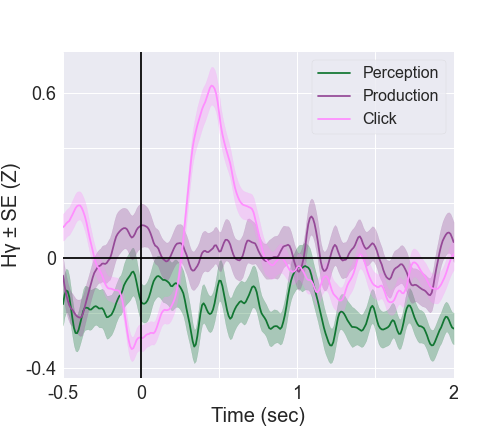 Perception
Production
Click
Hγ ± SE (Z)
0.6
0
-0.4
-0.5
0
1
2
Time (sec)